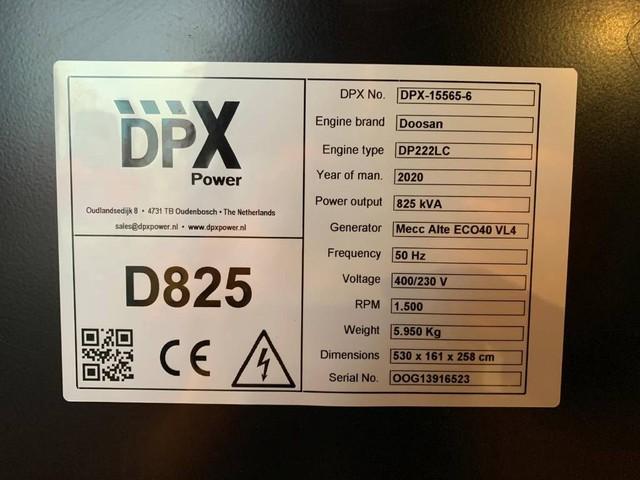 DPX
Power
Oudlandsedijk 8 • 4731 TB Oudenbosch • The Netherlands
sales@dpxpower.nl • www.dpxpower.nl
D825
CE
DPX No. DPX-15565-6
Engine brand Doosan
Engine type DP222LC
Year of man. 2020
Power output 825 kVA
Generator Mecc Alte ECO40 VL4
Frequency 50 Hz
Voltage 400/230 V
RPM 1.500
Weight 5.950 Kg
Dimensions 530 x 161 x 258 cm
Serial No. OOG13916523